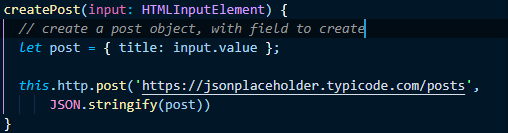 createPost(input: HTMLInputElement) {
// create a post object, with field to create
let post = { title: input.value };
this.http.post('https://jsonplaceholder.typicode.com/posts',
JSON.stringify(post))
}